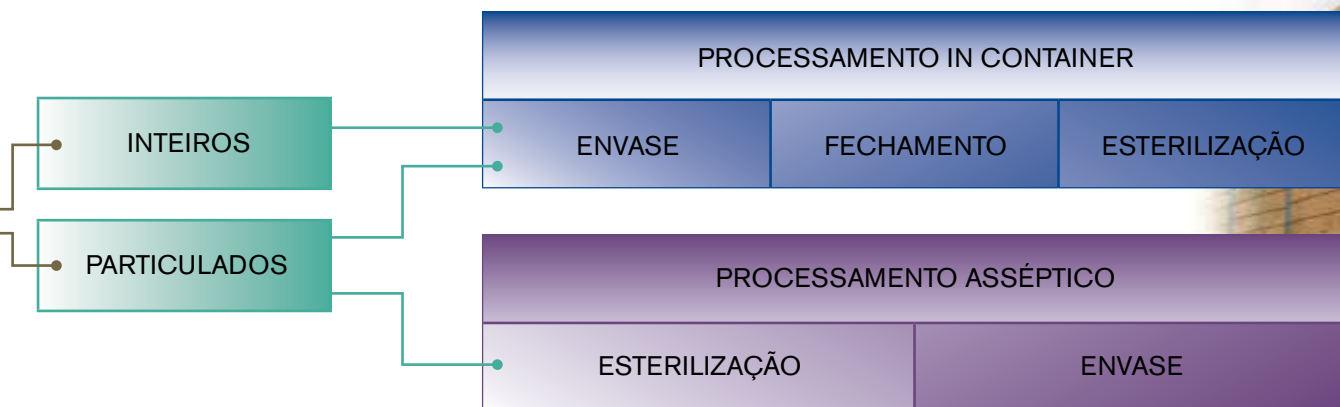 PROCESSAMENTO IN CONTAINER
INTEIROS
ENVASE
FECHAMENTO
ESTERILIZAÇÃO
PARTICULADOS
PROCESSAMENTO ASSÉPTICO
ESTERILIZAÇÃO
ENVASE